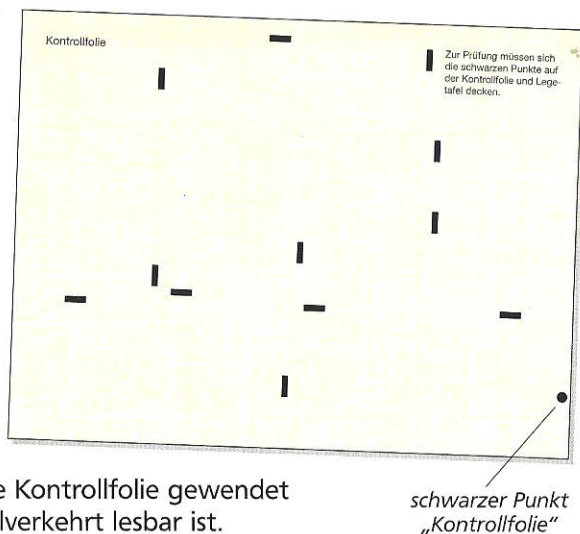 Kontrollfolie
Zur Prüfung müssen sich
die schwarzen Punkte auf
der Kontrollfolie und Lege-
tafel decken.
e Kontrollfolie gewendet
lverkehrt lesbar ist.
schwarzer Punkt
„Kontrollfolie"